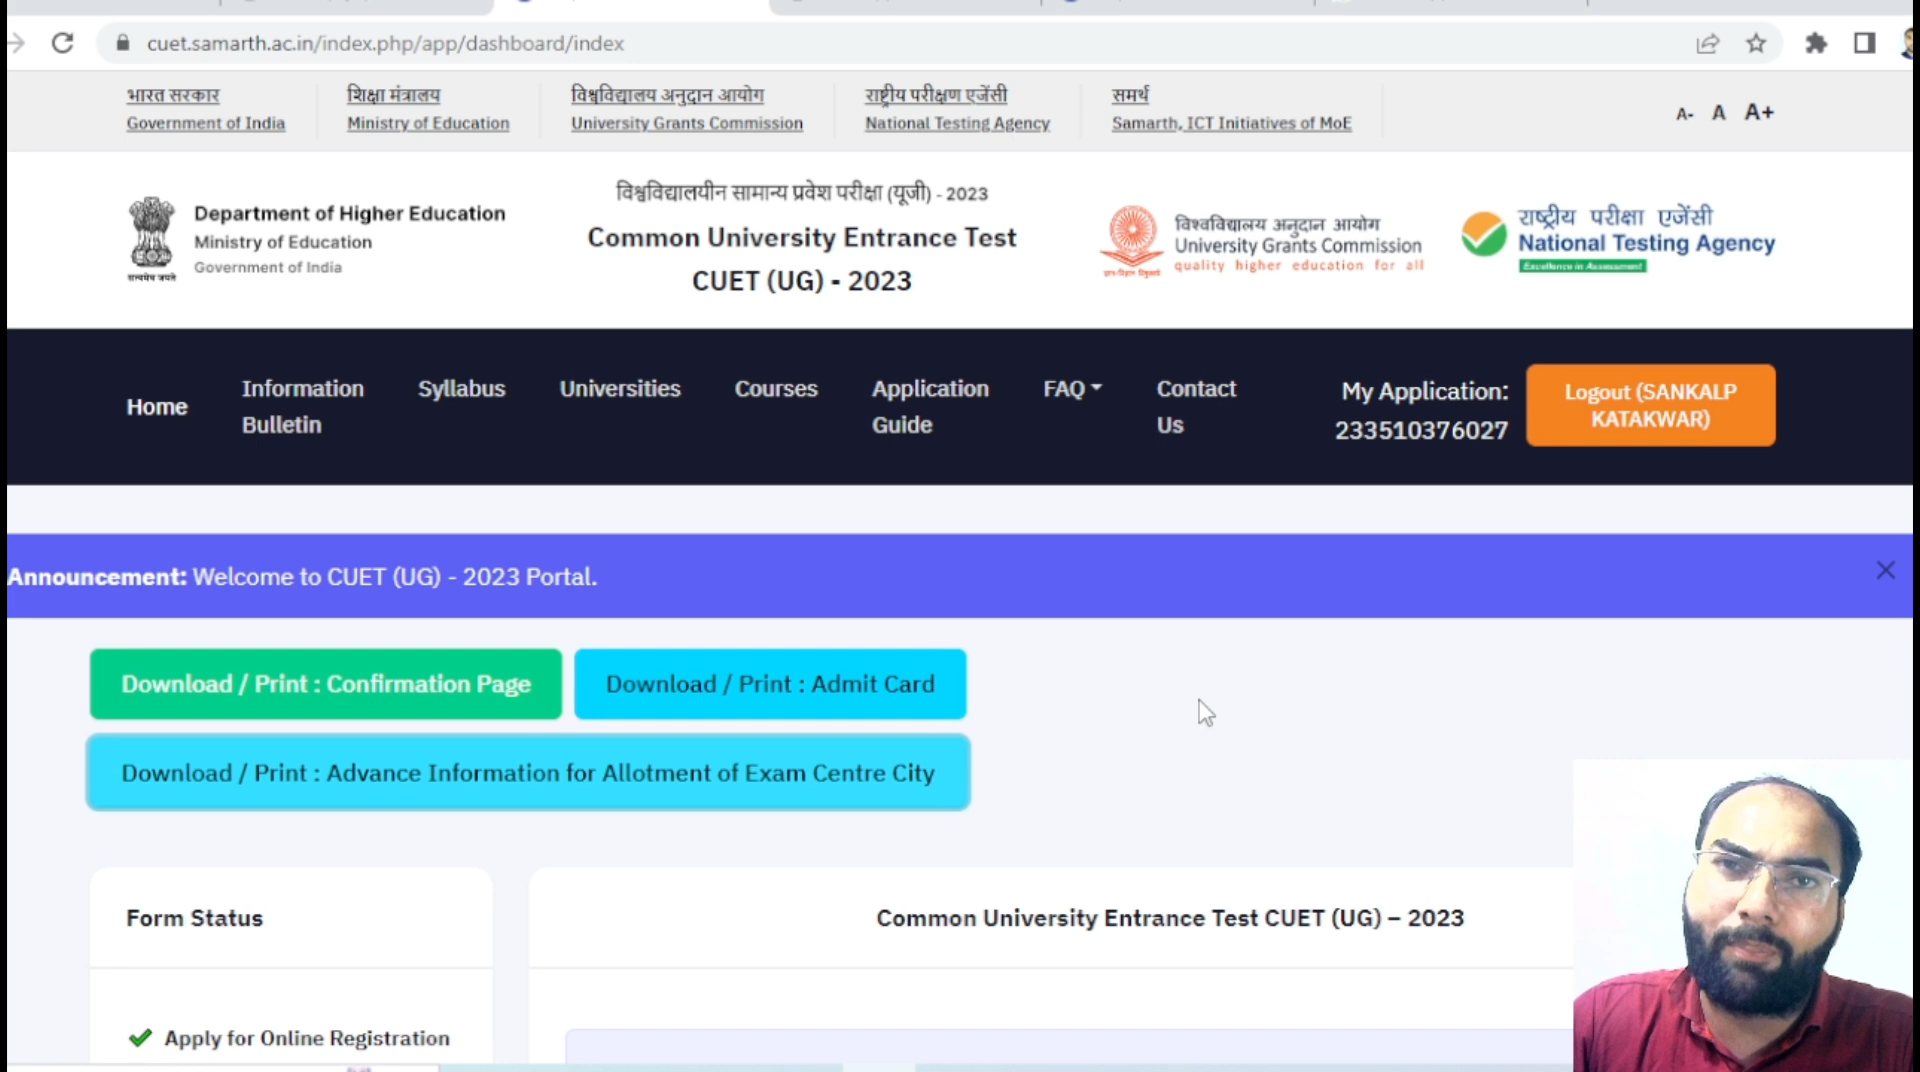 cuet.samarth.ac.in/index.php/app/dashboard/index
भारत सरकार
Government of India
शिक्षा मंत्रालय
Ministry of Education
विश्वविद्यालय अनुदान आयोग
University Grants Commission
राष्ट्रीय परीक्षण एजेंसी
National Testing Agency
समर्थ
Samarth, ICT Initiatives of MoE
A- A A+
सत्यमेव जयते
Department of Higher Education
Ministry of Education
Government of India
विश्वविद्यालयीन सामान्य प्रवेश परीक्षा (यूजी) - 2023
Common University Entrance Test
CUET (UG) - 2023
विश्वविद्यालय अनुदान आयोग
University Grants Commission
quality higher education for all
राष्ट्रीय परीक्षा एजेंसी
National Testing Agency
Excellence in Assessment
Home
Information
Bulletin
Syllabus
Universities
Courses
Application
Guide
FAQ
Contact
Us
My Application:
233510376027
Logout (SANKALP
KATAKWAR)
Announcement: Welcome to CUET (UG) - 2023 Portal.
Download / Print : Confirmation Page
Download / Print : Admit Card
Download / Print : Advance Information for Allotment of Exam Centre City
Form Status
Common University Entrance Test CUET (UG) – 2023
Apply for Online Registration